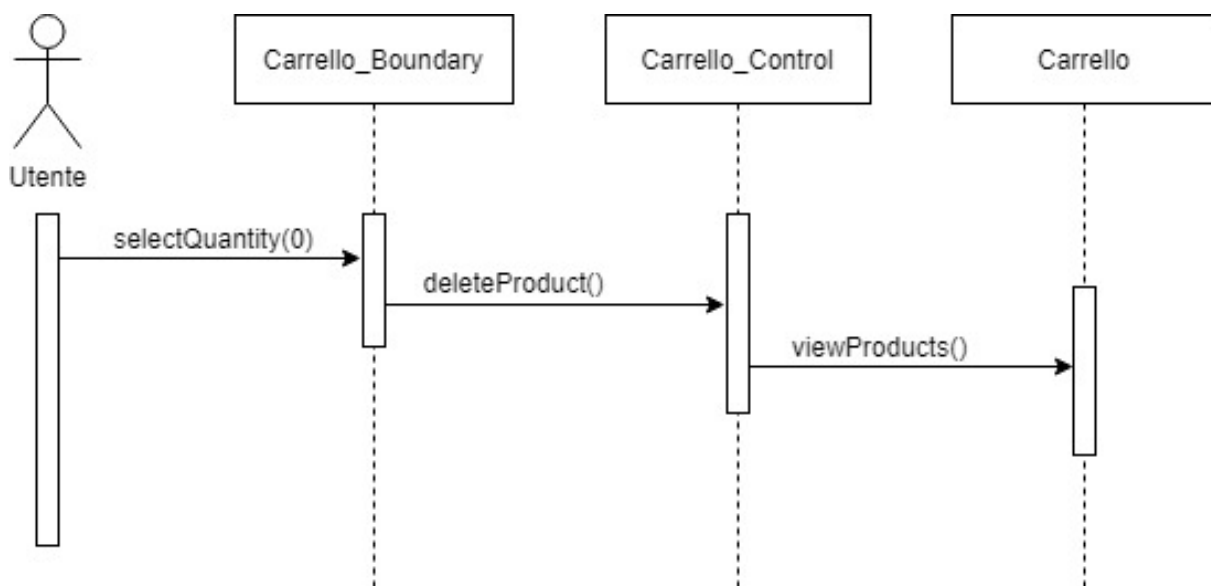 Carrello_Boundary
Carrello_Control
Carrello
Utente
selectQuantity(0)
deleteProduct()
viewProducts()